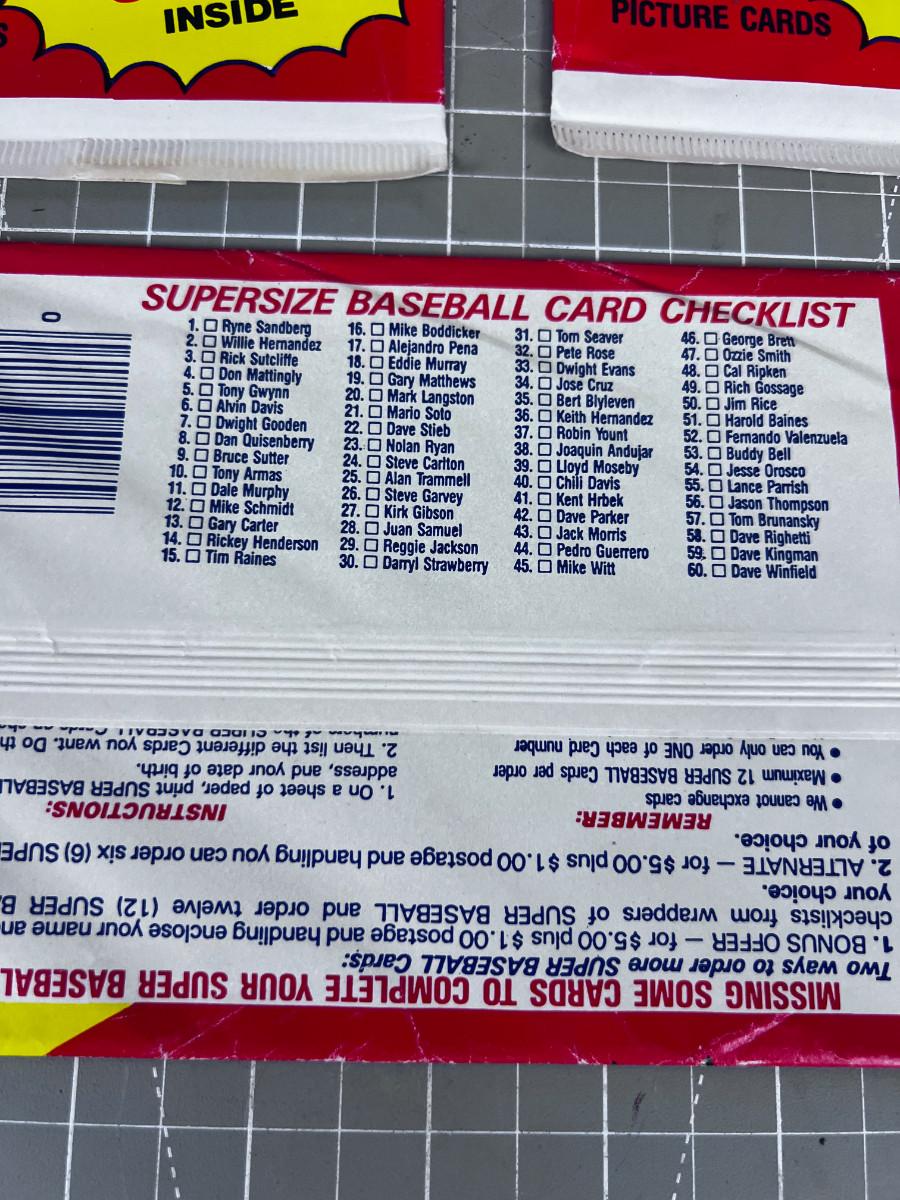 INSIDE
PICTURE CARDS
S
0
SUPERSIZE BASEBALL CARD CHECKLIST
1. Ryne Sandberg
2. Willie Hernandez
3. Rick Sutcliffe
4. Don Mattingly
5. Tony Gwynn
6. Alvin Davis
7. Dwight Gooden
8. Dan Quisenberry
9. Bruce Sutter
10. Tony Armas
11. Dale Murphy
12. Mike Schmidt
13. Gary Carter
14. Rickey Henderson
15. Tim Raines
16. Mike Boddicker
17. Alejandro Pena
18. Eddie Murray
19. Gary Matthews
20. Mark Langston
21. Mario Soto
22. Dave Stieb
23. Nolan Ryan
24. Steve Carlton
25. Alan Trammell
26. Steve Garvey
27. Kirk Gibson
28. Juan Samuel
29. Reggie Jackson
30. Darryl Strawberry
31. Tom Seaver
32. Pete Rose
33. Dwight Evans
34. Jose Cruz
35. Bert Blyleven
36. Keith Hernandez
37. Robin Yount
38. Joaquin Andujar
39. Lloyd Moseby
40. Chili Davis
41. Kent Hrbek
42. Dave Parker
43. Jack Morris
44. Pedro Guerrero
45. Mike Witt
46. George Brett
47. Ozzie Smith
48. Cal Ripken
49. Rich Gossage
50. Jim Rice
51. Harold Baines
52. Fernando Valenzuela
53. Buddy Bell
54. Jesse Orosco
55. Lance Parrish
56. Jason Thompson
57. Tom Brunansky
58. Dave Righetti
59. Dave Kingman
60. Dave Winfield
MISSING SOME CARDS TO COMPLETE YOUR SUPER BASEBAL
Two ways to order more SUPER BASEBALL Cards:
1. BONUS OFFER — for $5.00 plus $1.00 postage and handling enclose your name an
checklists from wrappers of SUPER BASEBALL and order twelve (12) SUPER B
your choice.
2. ALTERNATE — for $5.00 plus $1.00 postage and handling you can order six (6) SUPE
of your choice.
REMEMBER:
• We cannot exchange cards
• Maximum 12 SUPER BASEBALL Cards per order
• You can only order ONE of each Card number
INSTRUCTIONS:
1. On a sheet of paper, print SUPER BASEBALL
address, and your date of birth.
2. Then list the different Cards you want. Do th
numbers of the SUPER BASEBALL Cards on